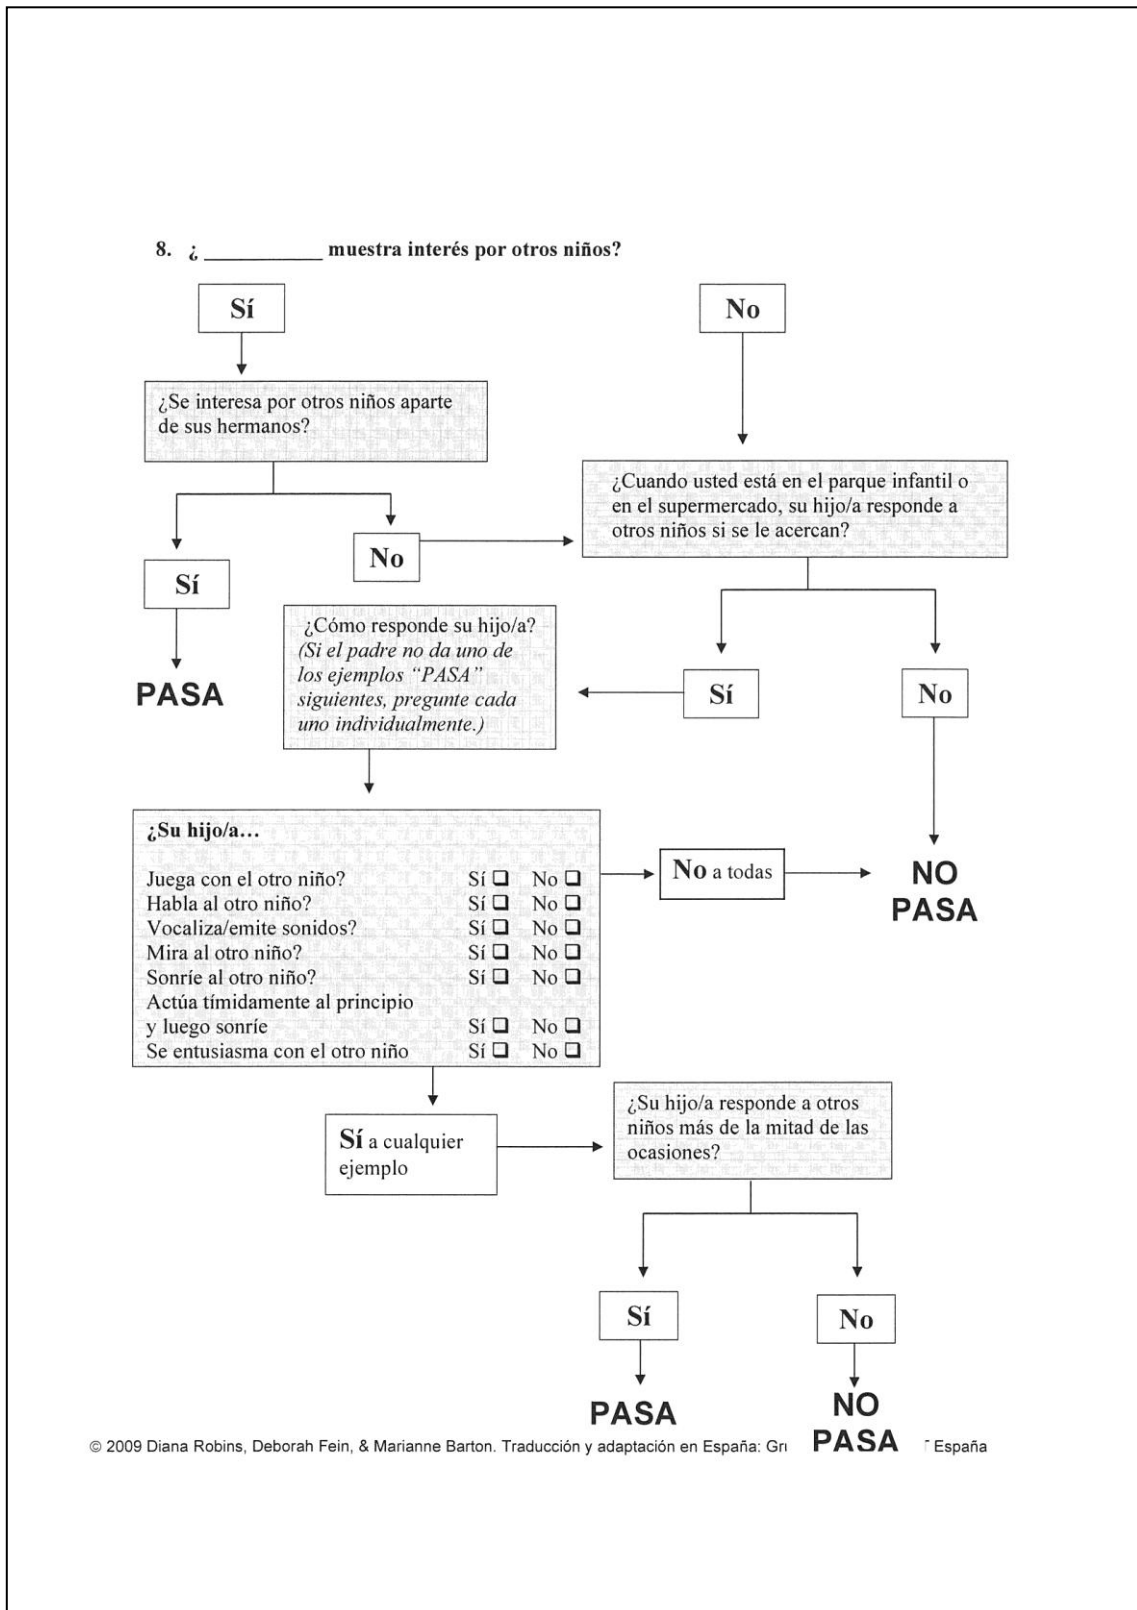 8. ¿ __________ muestra interés por otros niños?
Sí
No
¿Se interesa por otros niños aparte
de sus hermanos?
¿Cuando usted está en el parque infantil o
en el supermercado, su hijo/a responde a
otros niños si se le acercan?
Sí
No
PASA
¿Cómo responde su hijo/a?
(Si el padre no da uno de
los ejemplos “PASA”
siguientes, pregunte cada
uno individualmente.)
Sí
No
¿Su hijo/a…
Juega con el otro niño? Sí ❑ No ❑
Habla al otro niño? Sí ❑ No ❑
Vocaliza/emite sonidos? Sí ❑ No ❑
Mira al otro niño? Sí ❑ No ❑
Sonríe al otro niño? Sí ❑ No ❑
Actúa tímidamente al principio
y luego sonríe Sí ❑ No ❑
Se entusiasma con el otro niño Sí ❑ No ❑
No a todas
NO
PASA
Sí a cualquier
ejemplo
¿Su hijo/a responde a otros
niños más de la mitad de las
ocasiones?
Sí
No
PASA
NO
PASA
© 2009 Diana Robins, Deborah Fein, & Marianne Barton. Traducción y adaptación en España: España